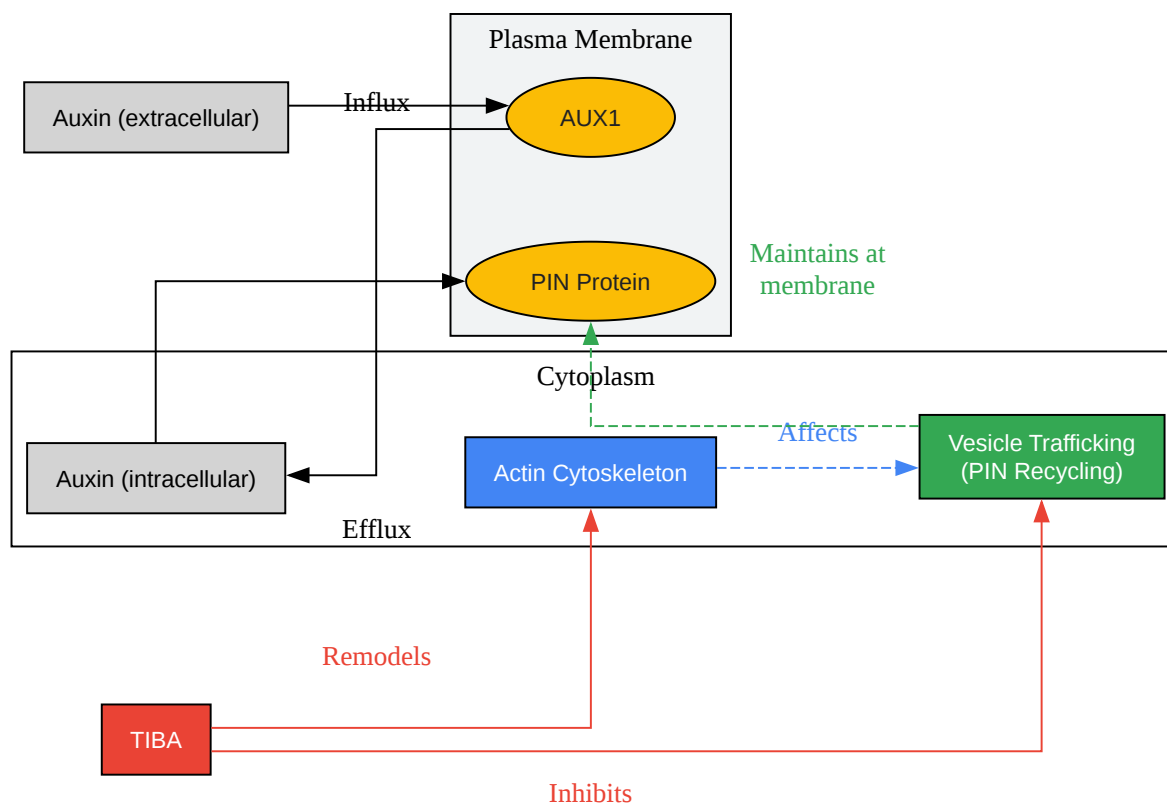 Plasma Membrane
Auxin (extracellular)
Influx
AUX1
PIN Protein
Maintains at
membrane
Cytoplasm
Affects
Vesicle Trafficking
(PIN Recycling)
Auxin (intracellular)
Actin Cytoskeleton
Efflux
Remodels
TIBA
Inhibits